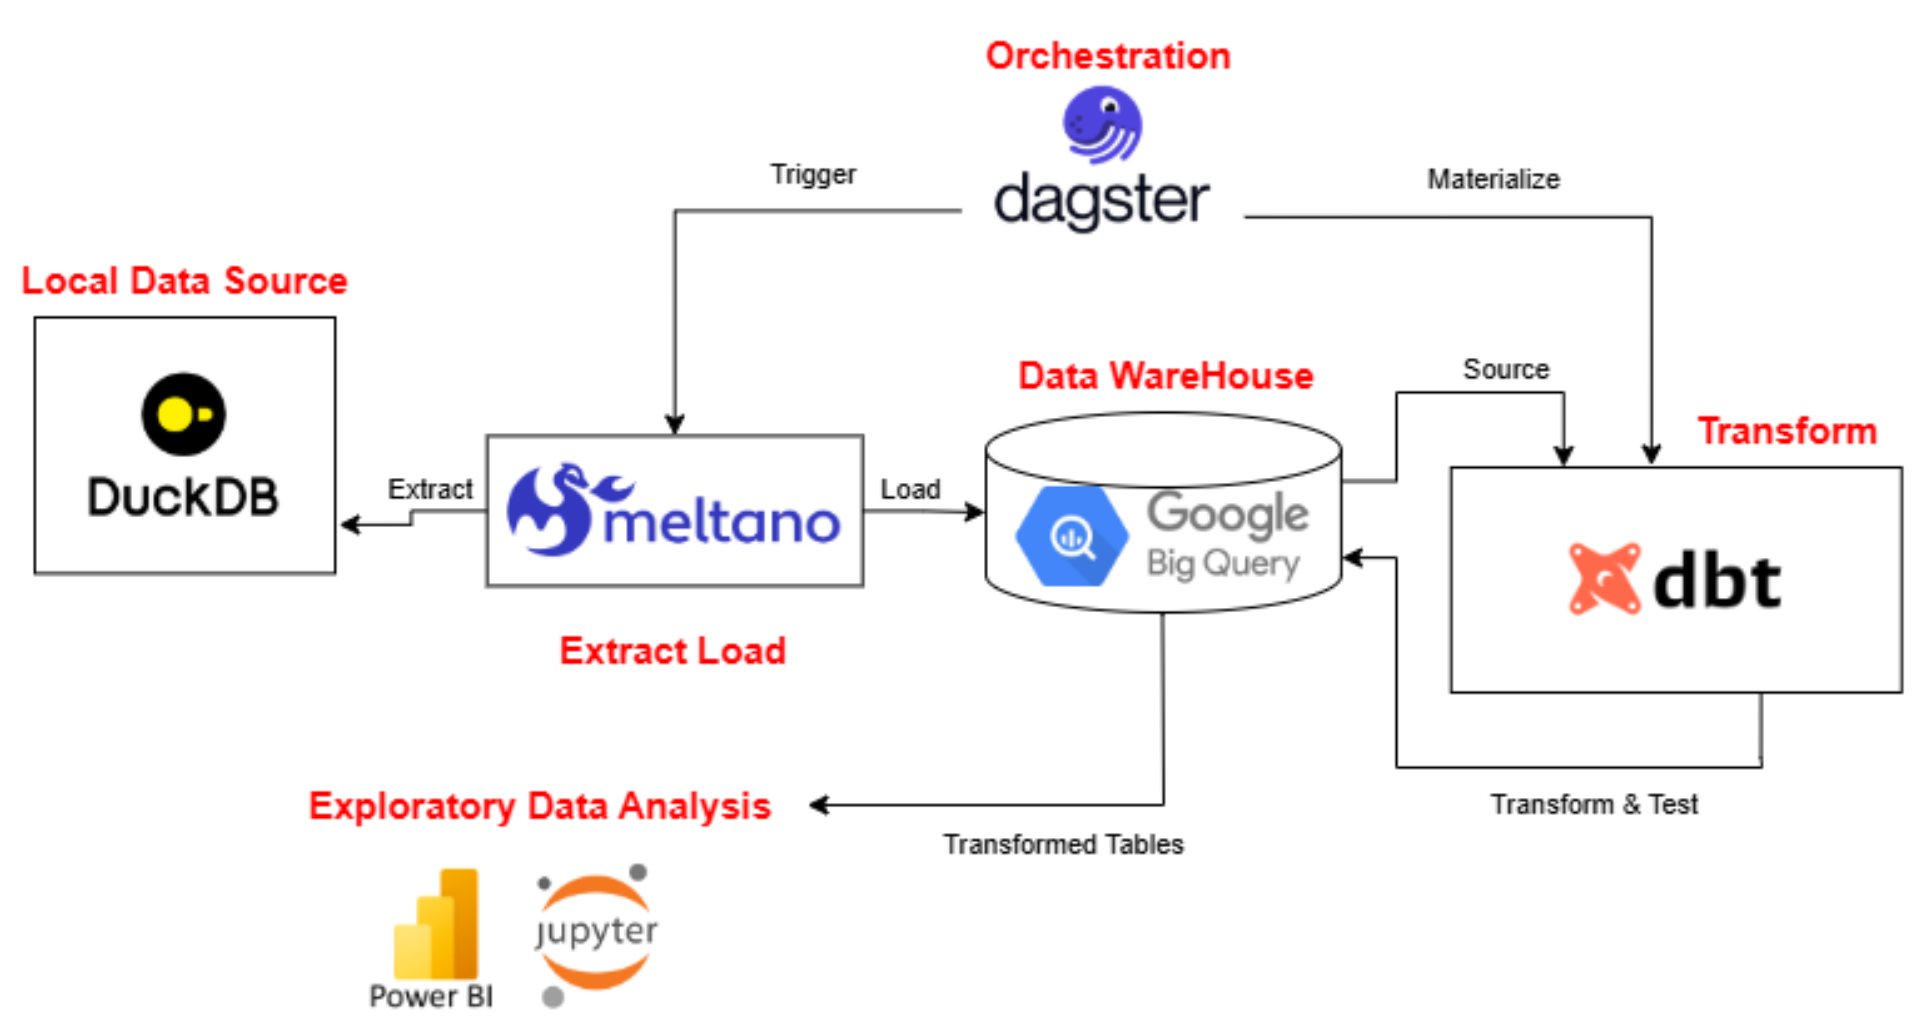 Orchestration
dagster
Trigger
Materialize
Local Data Source
DuckDB
Extract
meltano
Load
Extract Load
Data WareHouse
Google
Big Query
Source
Transform
dbt
Transform & Test
Transformed Tables
Exploratory Data Analysis
Power BI
jupyter